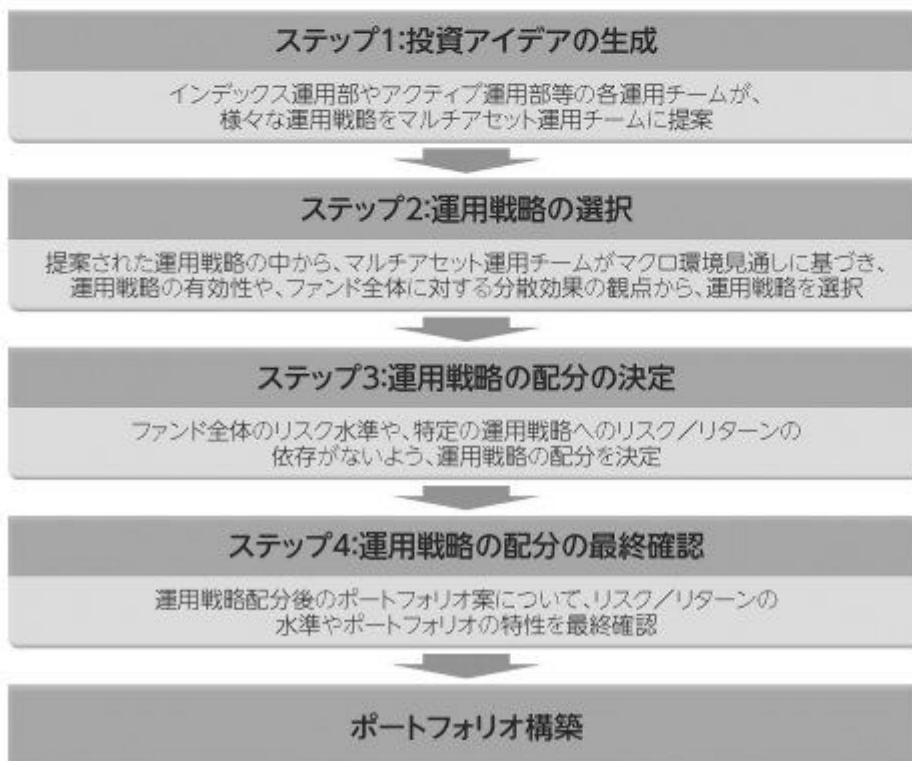 ステップ1:投資アイデアの生成
インデックス運用部やアクティブ運用部等の各運用チームが、
様々な運用戦略をマルチアセット運用チームに提案
ステップ2:運用戦略の選択
提案された運用戦略の中から、マルチアセット運用チームがマクロ環境見通しに基づき、
運用戦略の有効性や、ファンド全体に対する分散効果の観点から、運用戦略を選択
ステップ3:運用戦略の配分の決定
ファンド全体のリスク水準や、特定の運用戦略へのリスク／リターンの
依存がないよう、運用戦略の配分を決定
ステップ4:運用戦略の配分の最終確認
運用戦略配分後のポートフォリオ案について、リスク／リターンの
水準やポートフォリオの特性を最終確認
ポートフォリオ構築